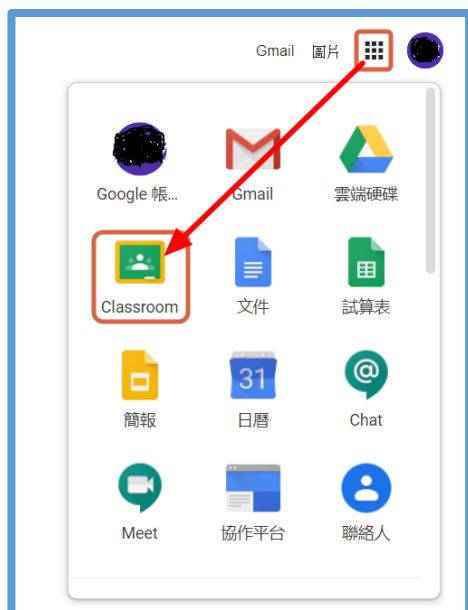 Gmail 圖片
Google 帳... Gmail 雲端硬碟
Classroom 文件 試算表
簡報 31 日曆 @ Chat
Meet 協作平台 聯絡人